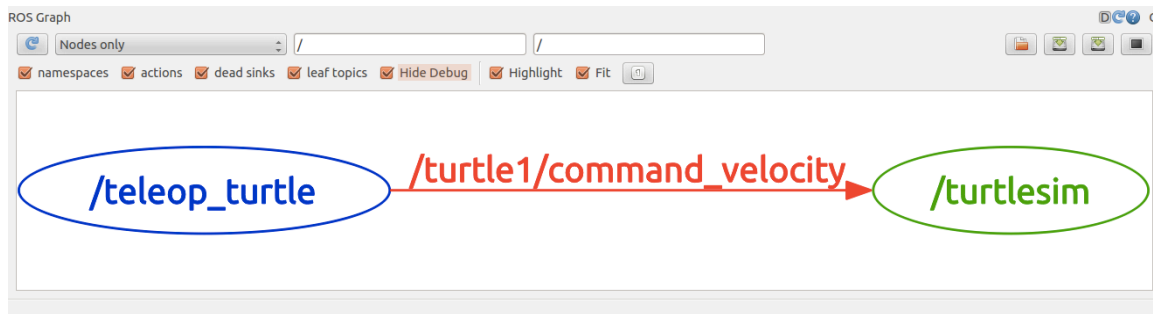 ROS Graph D ?
Nodes only / /
namespaces actions dead sinks leaf topics Hide Debug Highlight Fit
/teleop_turtle /turtle1/command_velocity /turtlesim